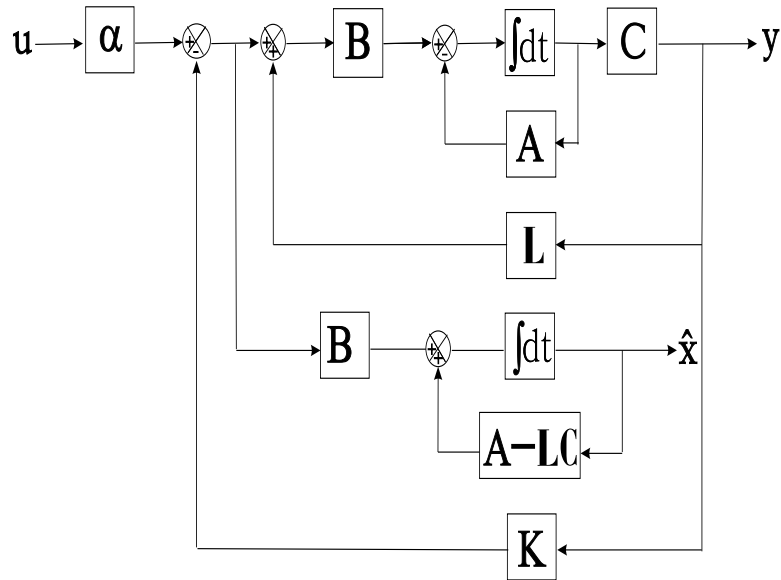 u α + - + + B + - ∫dt C y
A
L
B + + ∫dt x̂
A-LC
K